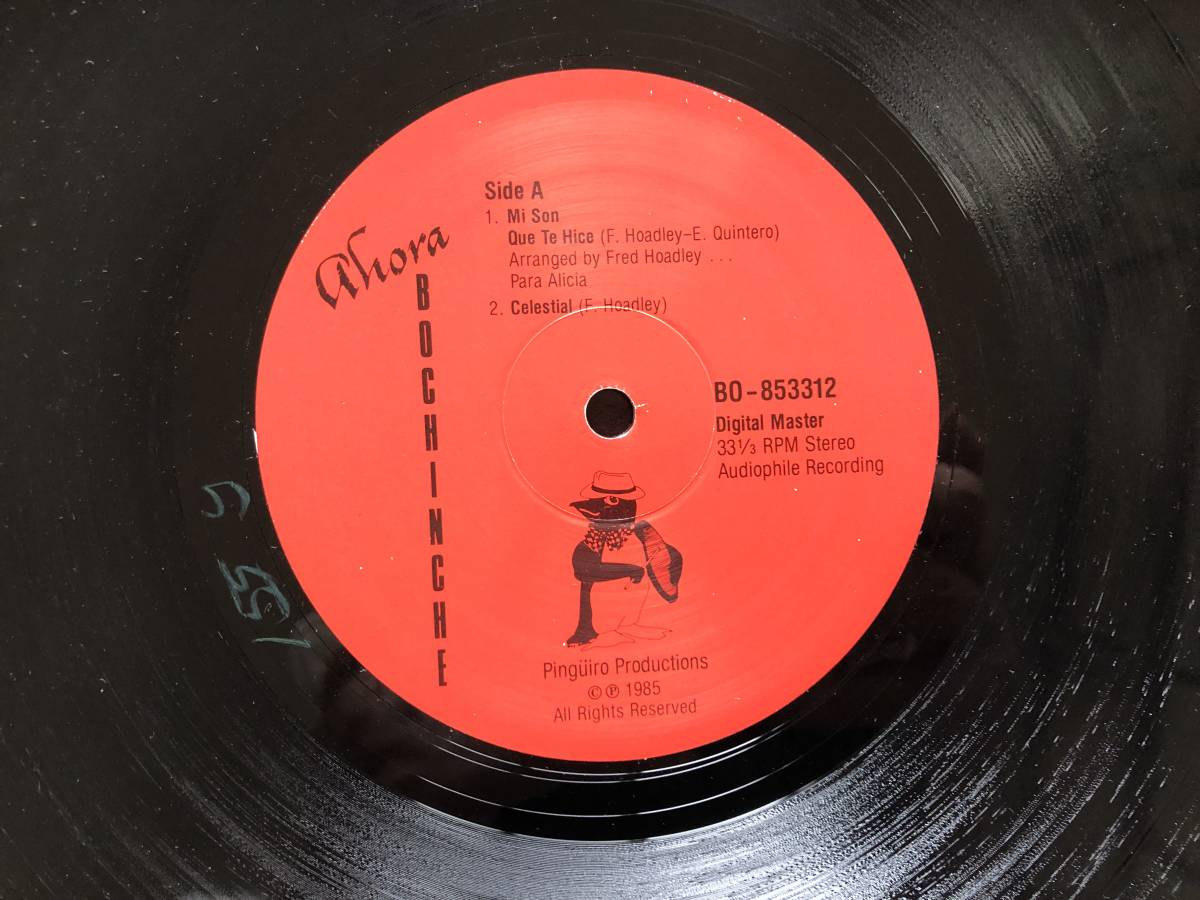 Ahora
BOCHINCHE
Side A
1. Mi Son
Que Te Hice (F. Hoadley–E. Quintero)
Arranged by Fred Hoadley ...
Para Alicia
2. Celestial (F. Hoadley)
BO-853312
Digital Master
33⅓ RPM Stereo
Audiophile Recording
Pingüiro Productions
©℗ 1985
All Rights Reserved